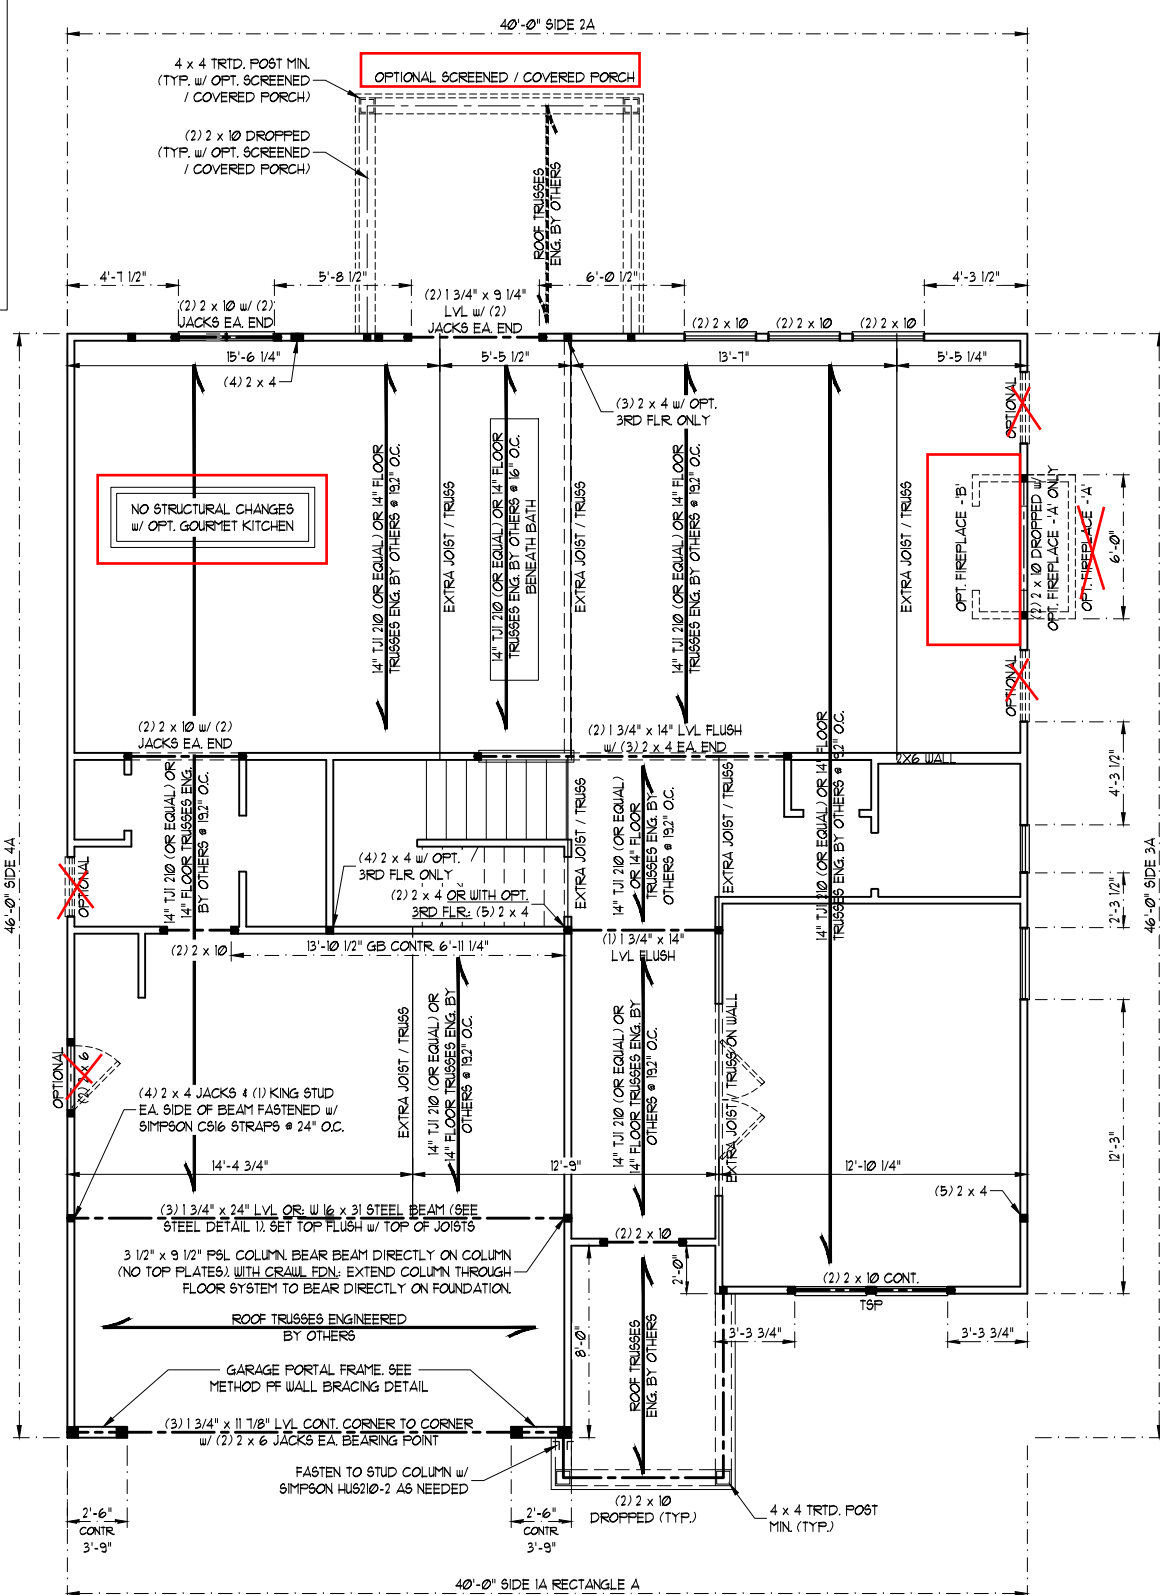 40'-0" SIDE 2A
4 x 4 TRTD. POST MIN.
(TYP. w/ OPT. SCREENED
/ COVERED PORCH)
OPTIONAL SCREENED / COVERED PORCH
(2) 2 x 10 DROPPED
(TYP. w/ OPT. SCREENED
/ COVERED PORCH)
ROOF TRUSSES
ENG. BY OTHERS
4'-7 1/2"
5'-8 1/2"
6'-0 1/2"
4'-3 1/2"
(2) 2 x 10 w/ (2)
JACKS EA. END
(2) 1 3/4" x 9 1/4"
LVL w/ (2)
JACKS EA. END
(2) 2 x 10
(2) 2 x 10
(2) 2 x 10
15'-6 1/4"
5'-5 1/2"
13'-7"
5'-5 1/4"
(4) 2 x 4
(3) 2 x 4 w/ OPT.
3RD FLR. ONLY
OPTIONAL
NO STRUCTURAL CHANGES
w/ OPT. GOURMET KITCHEN
14" TJI 210 (OR EQUAL) OR 14" FLOOR
TRUSSES ENG. BY OTHERS @ 19.2" O.C.
EXTRA JOIST / TRUSS
14" TJI 210 (OR EQUAL) OR 14" FLOOR
TRUSSES ENG. BY OTHERS @ 16" O.C.
BENEATH BATH
EXTRA JOIST / TRUSS
14" TJI 210 (OR EQUAL) OR 14" FLOOR
TRUSSES ENG. BY OTHERS @ 19.2" O.C.
EXTRA JOIST / TRUSS
OPT. FIREPLACE -'B'
(2) 2 x 10 DROPPED w/
OPT. FIREPLACE -'A' ONLY
OPT. FIREPLACE -'A'
6'-0"
OPTIONAL
(2) 2 x 10 w/ (2)
JACKS EA. END
(2) 1 3/4" x 14" LVL FLUSH
w/ (3) 2 x 4 EA. END
2X6 WALL
14" TJI 210 (OR EQUAL) OR 14" FLOOR
TRUSSES ENG. BY OTHERS @ 19.2" O.C.
4'-3 1/2"
14" TJI 210 (OR EQUAL) OR
14" FLOOR TRUSSES ENG.
BY OTHERS @ 19.2" O.C.
EXTRA JOIST / TRUSS
14" TJI 210 (OR EQUAL)
OR 14" FLOOR
TRUSSES ENG. BY
OTHERS @ 19.2" O.C.
EXTRA JOIST / TRUSS
46'-0" SIDE 4A
46'-0" SIDE 3A
OPTIONAL
(4) 2 x 4 w/ OPT.
3RD FLR. ONLY
(2) 2 x 4 OR WITH OPT.
3RD FLR.: (5) 2 x 4
2'-3 1/2"
(2) 2 x 10
13'-10 1/2" GB CONTR. 6'-11 1/4"
(1) 1 3/4" x 14"
LVL FLUSH
EXTRA JOIST / TRUSS
14" TJI 210 (OR EQUAL) OR
14" FLOOR TRUSSES ENG. BY
OTHERS @ 19.2" O.C.
14" TJI 210 (OR EQUAL) OR
14" FLOOR TRUSSES ENG. BY
OTHERS @ 19.2" O.C.
EXTRA JOIST / TRUSS ON WALL
OPTIONAL
(2) 2 x 6
(4) 2 x 4 JACKS & (1) KING STUD
EA. SIDE OF BEAM FASTENED w/
SIMPSON CS16 STRAPS @ 24" O.C.
12'-3"
14'-4 3/4"
12'-9"
12'-10 1/4"
(5) 2 x 4
(3) 1 3/4" x 24" LVL OR: W 16 x 31 STEEL BEAM (SEE
STEEL DETAIL 1). SET TOP FLUSH w/ TOP OF JOISTS
(2) 2 x 10
3 1/2" x 9 1/2" PSL COLUMN. BEAR BEAM DIRECTLY ON COLUMN
(NO TOP PLATES). WITH CRAWL FDN.: EXTEND COLUMN THROUGH
FLOOR SYSTEM TO BEAR DIRECTLY ON FOUNDATION.
2'-0"
(2) 2 x 10 CONT.
TSP
ROOF TRUSSES ENGINEERED
BY OTHERS
8'-0"
3'-3 3/4"
3'-3 3/4"
ROOF TRUSSES
ENG. BY OTHERS
GARAGE PORTAL FRAME. SEE
METHOD PF WALL BRACING DETAIL
(3) 1 3/4" x 11 7/8" LVL CONT. CORNER TO CORNER
w/ (2) 2 x 6 JACKS EA. BEARING POINT
FASTEN TO STUD COLUMN w/
SIMPSON HUS210-2 AS NEEDED
(2) 2 x 10
DROPPED (TYP.)
4 x 4 TRTD. POST
MIN. (TYP.)
2'-6"
CONTR.
3'-9"
2'-6"
CONTR.
3'-9"
40'-0" SIDE 1A RECTANGLE A